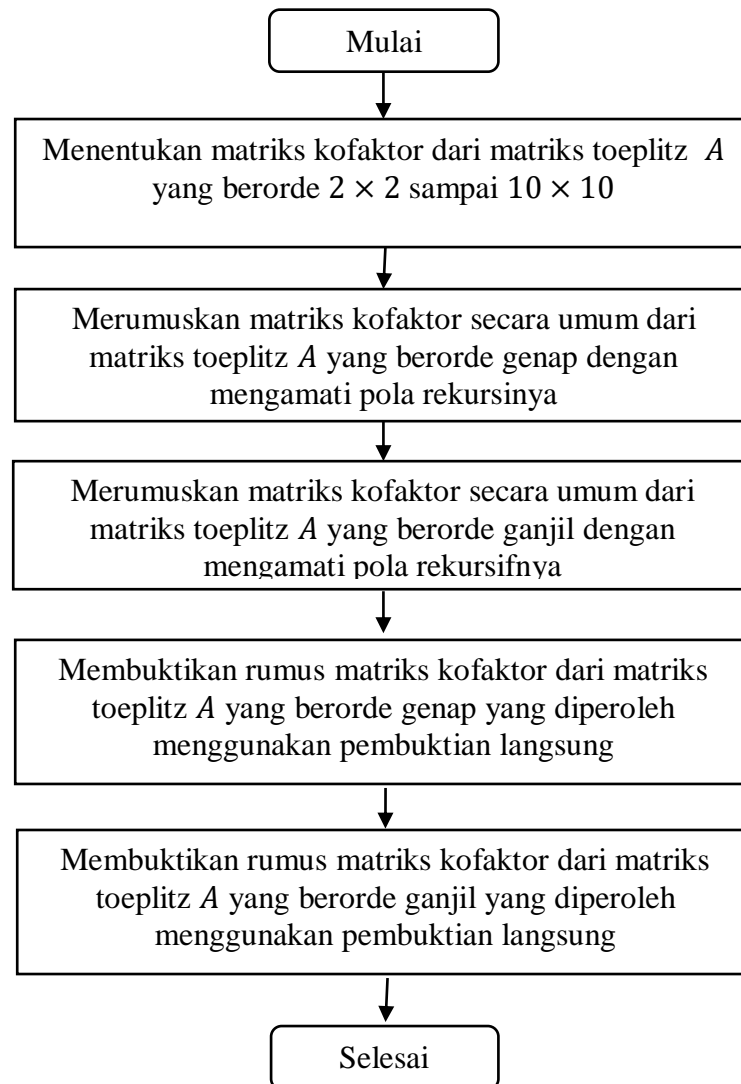 Mulai
Menentukan matriks kofaktor dari matriks toeplitz A
yang berorde 2 × 2 sampai 10 × 10
Merumuskan matriks kofaktor secara umum dari
matriks toeplitz A yang berorde genap dengan
mengamati pola rekursinya
Merumuskan matriks kofaktor secara umum dari
matriks toeplitz A yang berorde ganjil dengan
mengamati pola rekursifnya
Membuktikan rumus matriks kofaktor dari matriks
toeplitz A yang berorde genap yang diperoleh
menggunakan pembuktian langsung
Membuktikan rumus matriks kofaktor dari matriks
toeplitz A yang berorde ganjil yang diperoleh
menggunakan pembuktian langsung
Selesai